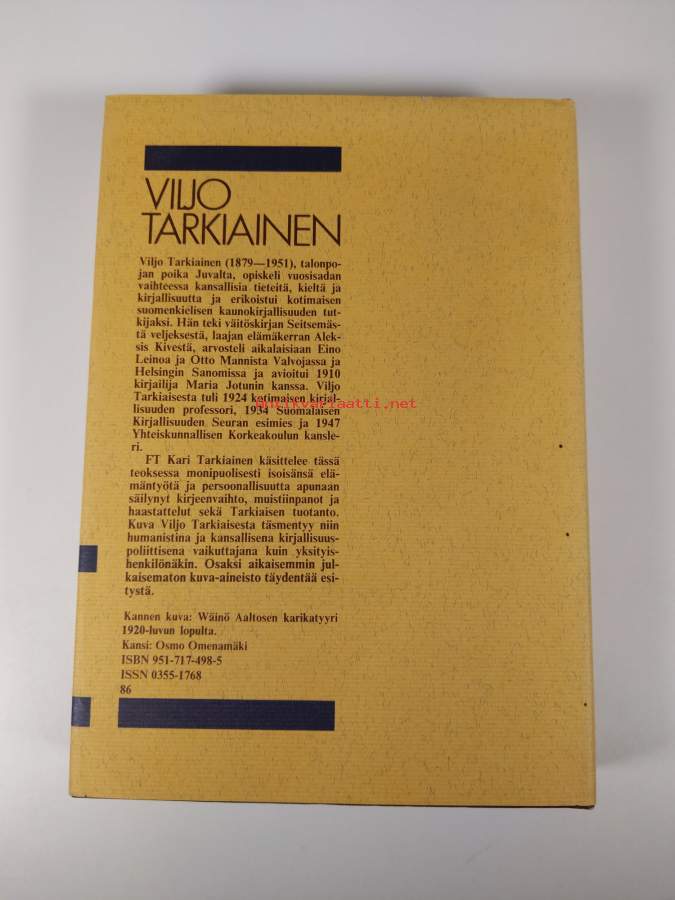 VILJO
TARKIAINEN
Viljo Tarkiainen (1879—1951), talonpo-
jan poika Juvalta, opiskeli vuosisadan
vaihteessa kansallisia tieteitä, kieltä ja
kirjallisuutta ja erikoistui kotimaisen
suomenkielisen kaunokirjallisuuden tut-
kijaksi. Hän teki väitöskirjan Seitsemäs-
tä veljeksestä, laajan elämäkerran Alek-
sis Kivestä, arvosteli aikalaisiaan Eino
Leinoa ja Otto Mannista Valvojassa ja
Helsingin Sanomissa ja avioitui 1910
kirjailija Maria Jotunin kanssa. Viljo
Tarkiaisesta tuli 1924 kotimaisen kirjal-
lisuuden professori, 1934 Suomalaisen
Kirjallisuuden Seuran esimies ja 1947
Yhteiskunnallisen Korkeakoulun kansle-
ri.
FT Kari Tarkiainen käsittelee tässä
teoksessa monipuolisesti isoisänsä elä-
mäntyötä ja persoonallisuutta apunaan
säilynyt kirjeenvaihto, muistiinpanot ja
haastattelut sekä Tarkiaisen tuotanto.
Kuva Viljo Tarkiaisesta täsmentyy niin
humanistina ja kansallisena kirjallisuus-
poliittisena vaikuttajana kuin yksityis-
henkilönäkin. Osaksi aikaisemmin jul-
kaisematon kuva-aineisto täydentää esi-
tystä.
Kannen kuva: Wäinö Aaltosen karikatyyri
1920-luvun lopulta.
Kansi: Osmo Omenamäki
ISBN 951-717-498-5
ISSN 0355-1768
86
antikvariaatti.net